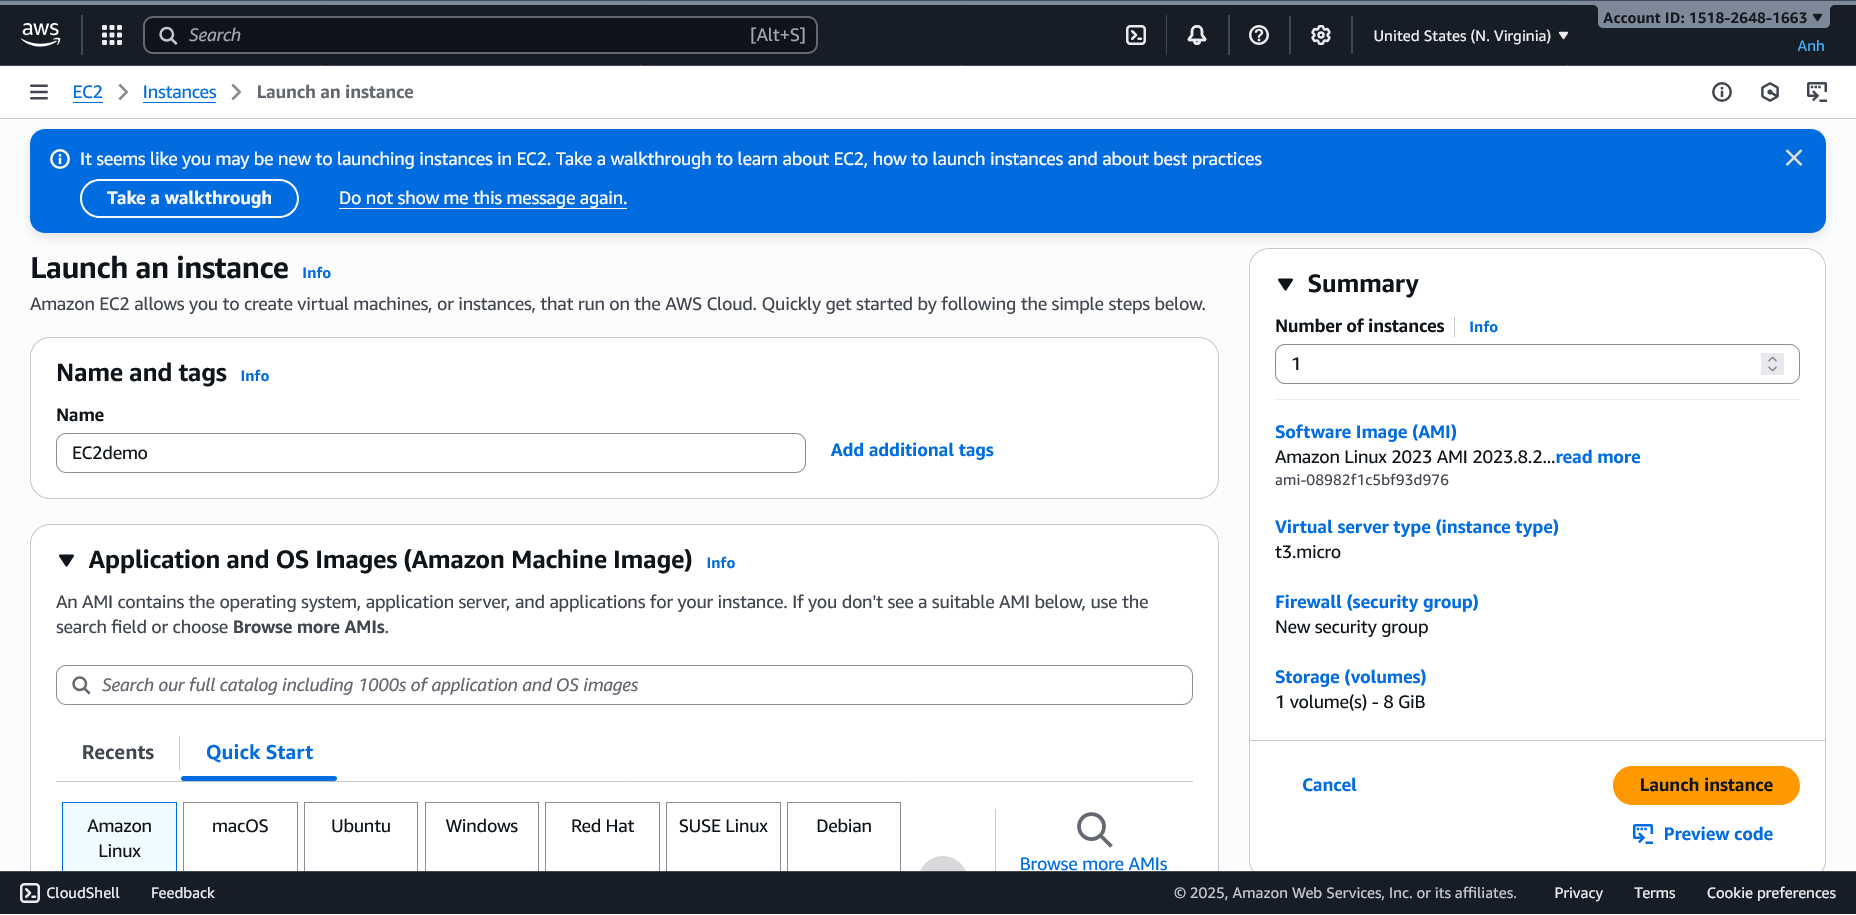 aws
Search
[Alt+S]
United States (N. Virginia)
Account ID: 1518-2648-1663
Anh
EC2
Instances
Launch an instance
It seems like you may be new to launching instances in EC2. Take a walkthrough to learn about EC2, how to launch instances and about best practices
Take a walkthrough
Do not show me this message again.
Launch an instance Info
Amazon EC2 allows you to create virtual machines, or instances, that run on the AWS Cloud. Quickly get started by following the simple steps below.
Name and tags Info
Name
EC2demo
Add additional tags
Application and OS Images (Amazon Machine Image) Info
An AMI contains the operating system, application server, and applications for your instance. If you don't see a suitable AMI below, use the
search field or choose Browse more AMIs.
Search our full catalog including 1000s of application and OS images
Recents
Quick Start
Amazon
Linux
macOS
Ubuntu
Windows
Red Hat
SUSE Linux
Debian
Browse more AMIs
Summary
Number of instances
Info
1
Software Image (AMI)
Amazon Linux 2023 AMI 2023.8.2...read more
ami-08982f1c5bf93d976
Virtual server type (instance type)
t3.micro
Firewall (security group)
New security group
Storage (volumes)
1 volume(s) - 8 GiB
Cancel
Launch instance
Preview code
CloudShell
Feedback
© 2025, Amazon Web Services, Inc. or its affiliates.
Privacy
Terms
Cookie preferences